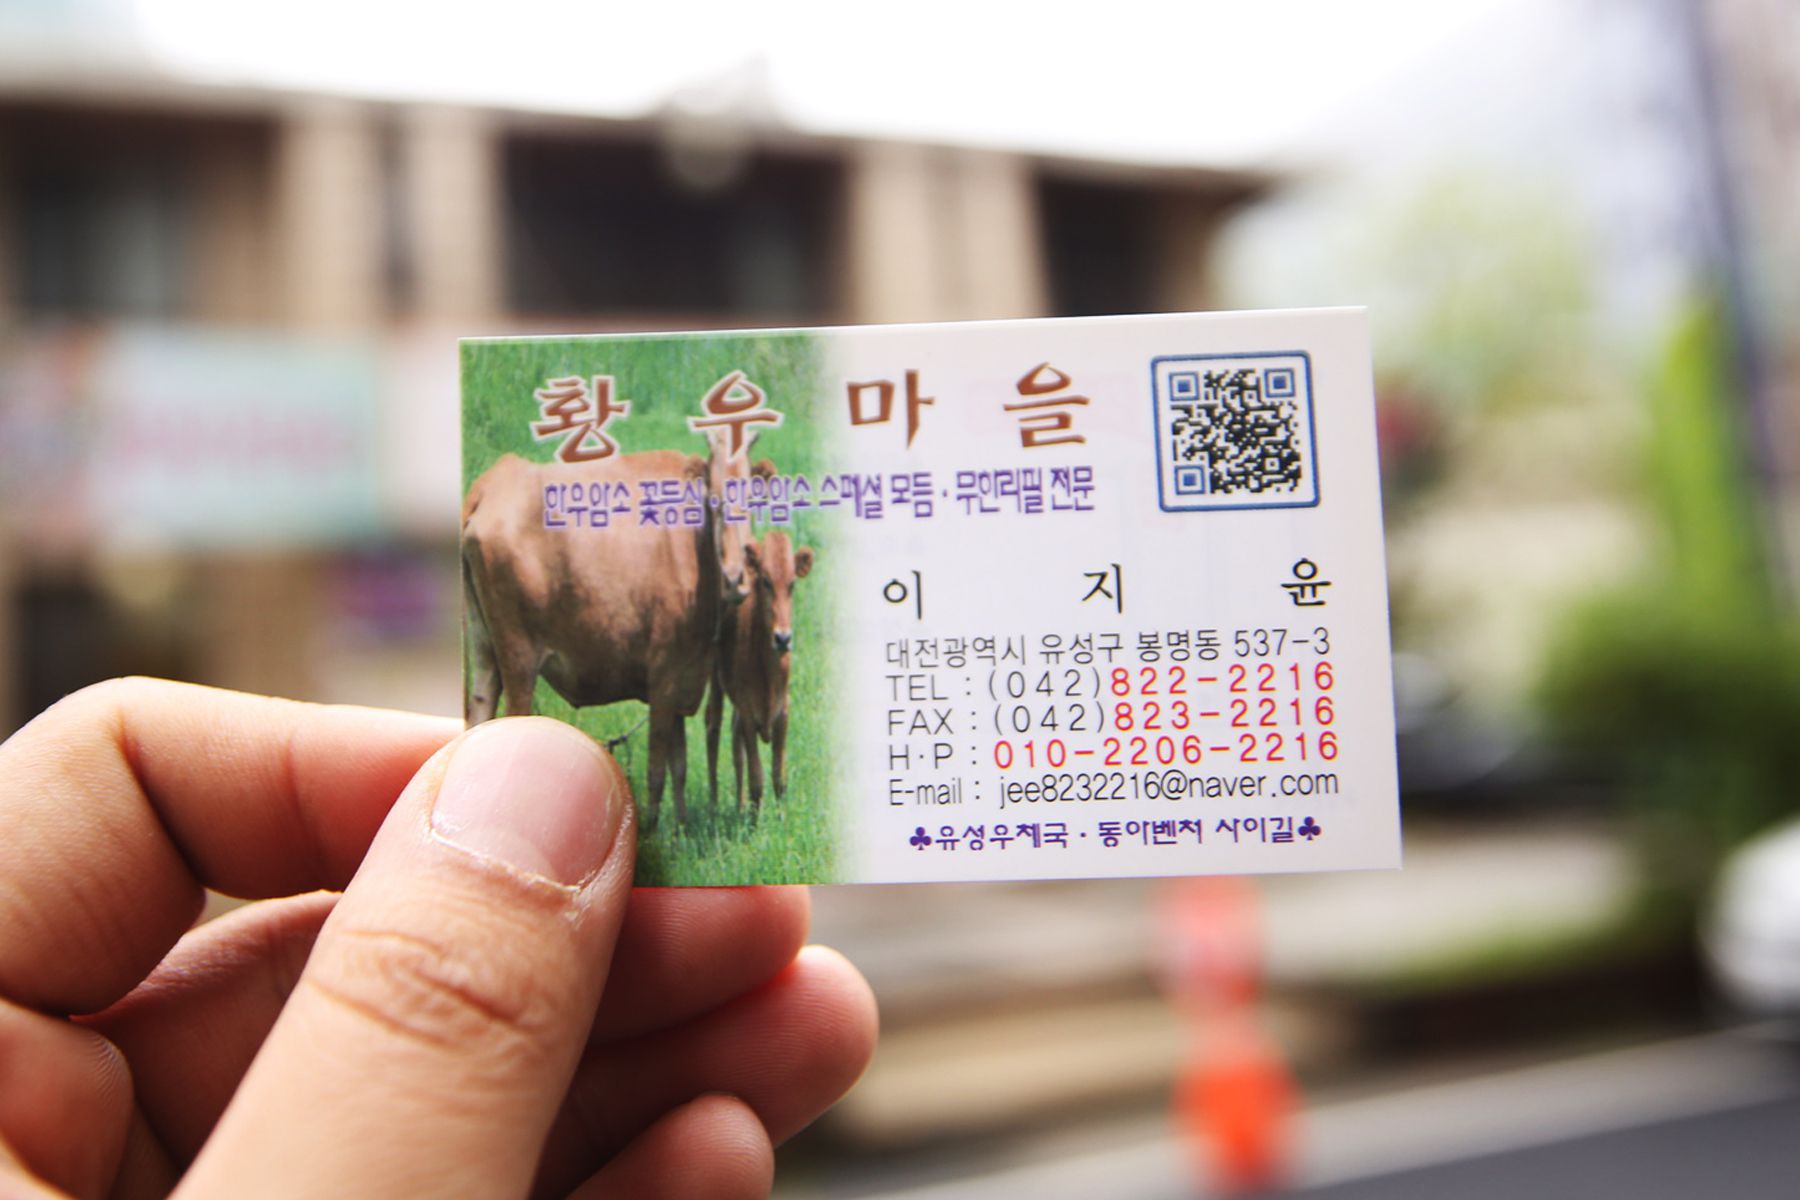 황우마을
한우암소 꽃등심·한우암소 스페셜 모듬·무한리필 전문
이 지 윤
대전광역시 유성구 봉명동 537-3
TEL : (042)822-2216
FAX : (042)823-2216
H·P : 010-2206-2216
E-mail : jee8232216@naver.com
♣유성우체국·동아벤처 사이길♣